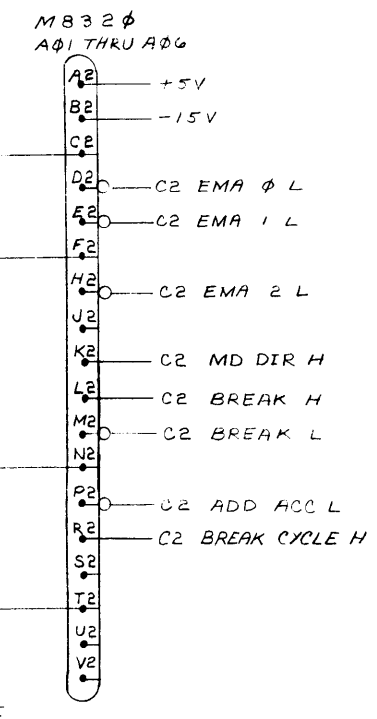 M832Ø
AØ1 THRU AØ6
A2 +5V
B2 -15V
C2
D2 C2 EMA Ø L
E2 C2 EMA 1 L
F2
H2 C2 EMA 2 L
J2
K2 C2 MD DIR H
L2 C2 BREAK H
M2 C2 BREAK L
N2
P2 C2 ADD ACC L
R2 C2 BREAK CYCLE H
S2
T2
U2
V2